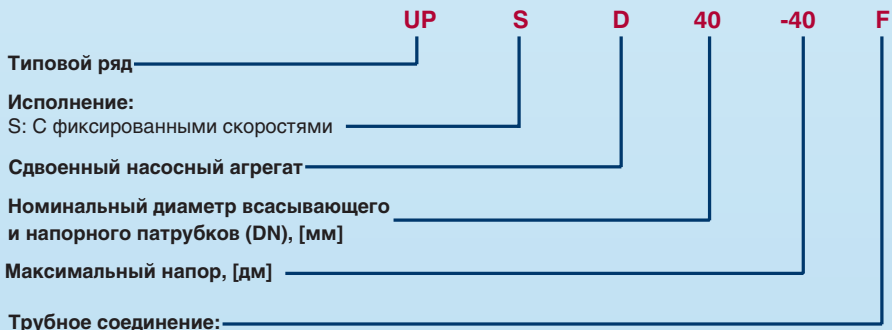 UP S D 40 -40 F
Типовой ряд
Исполнение:
S: С фиксированными скоростями
Сдвоенный насосный агрегат
Номинальный диаметр всасывающего
и напорного патрубков (DN), [мм]
Максимальный напор, [дм]
Трубное соединение: